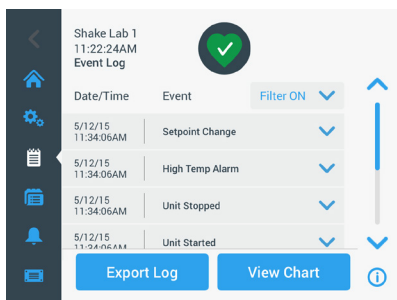 Shake Lab 1
11:22:24AM
Event Log
Date/Time Event Filter ON
5/12/15
11:34:06AM
Setpoint Change
5/12/15
11:34:06AM
High Temp Alarm
5/12/15
11:34:06AM
Unit Stopped
5/12/15
11:34:06AM
Unit Started
Export Log View Chart